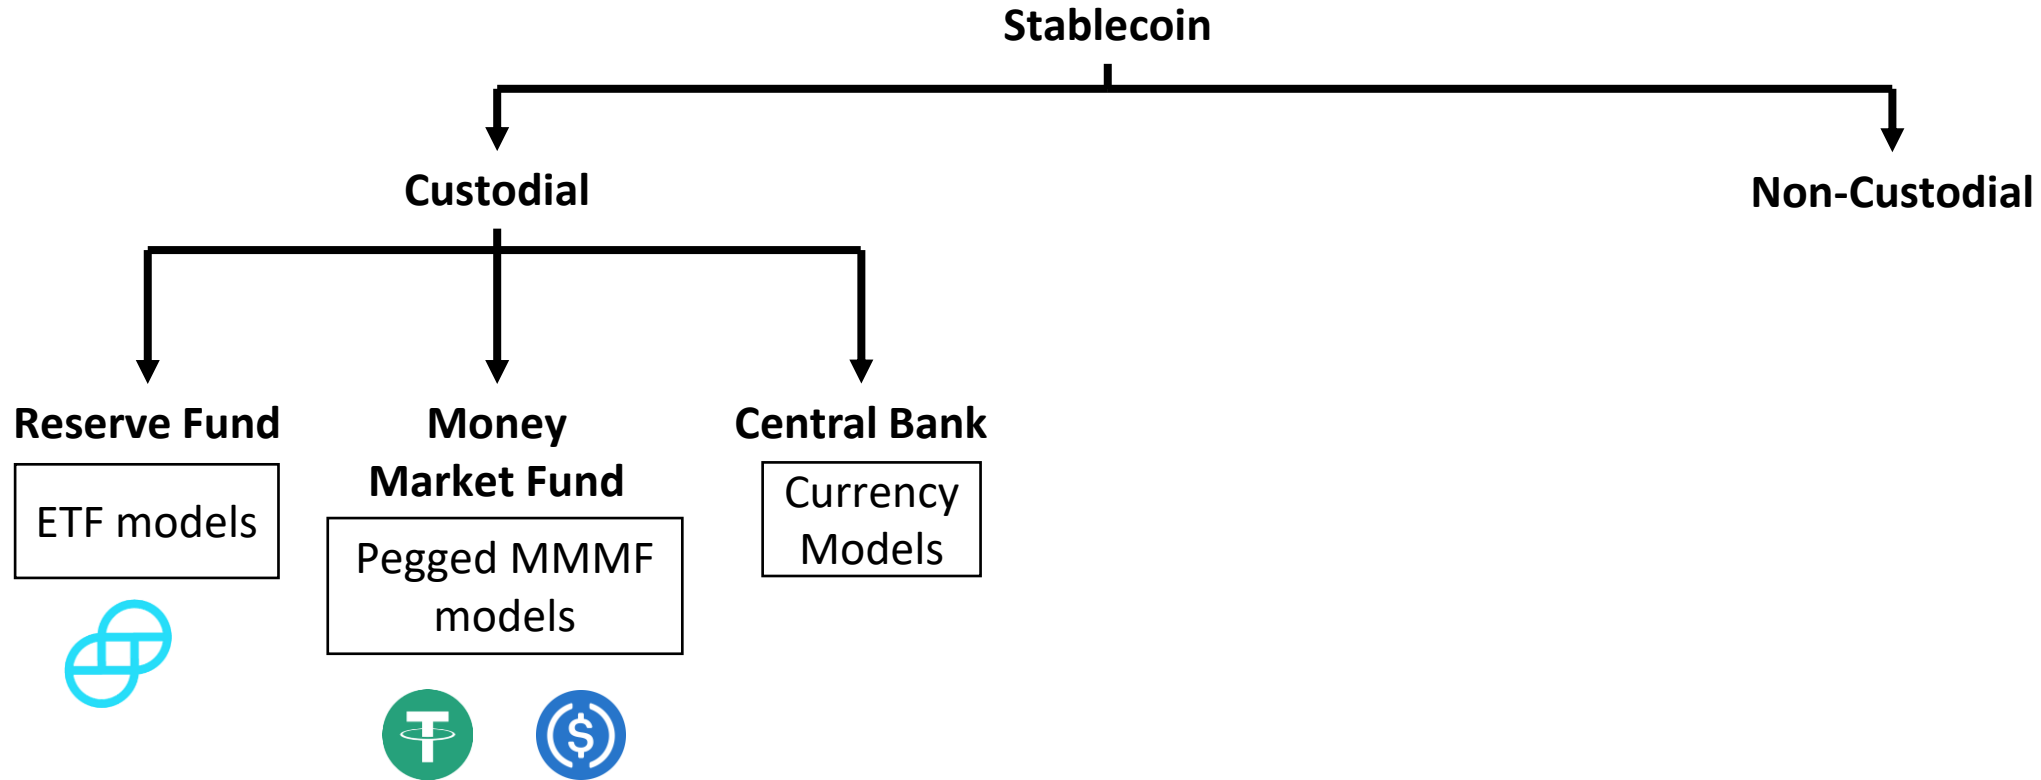 Stablecoin
Custodial
Non-Custodial
Reserve Fund
ETF models
Money
Market Fund
Pegged MMMF
models
Central Bank
Currency
Models